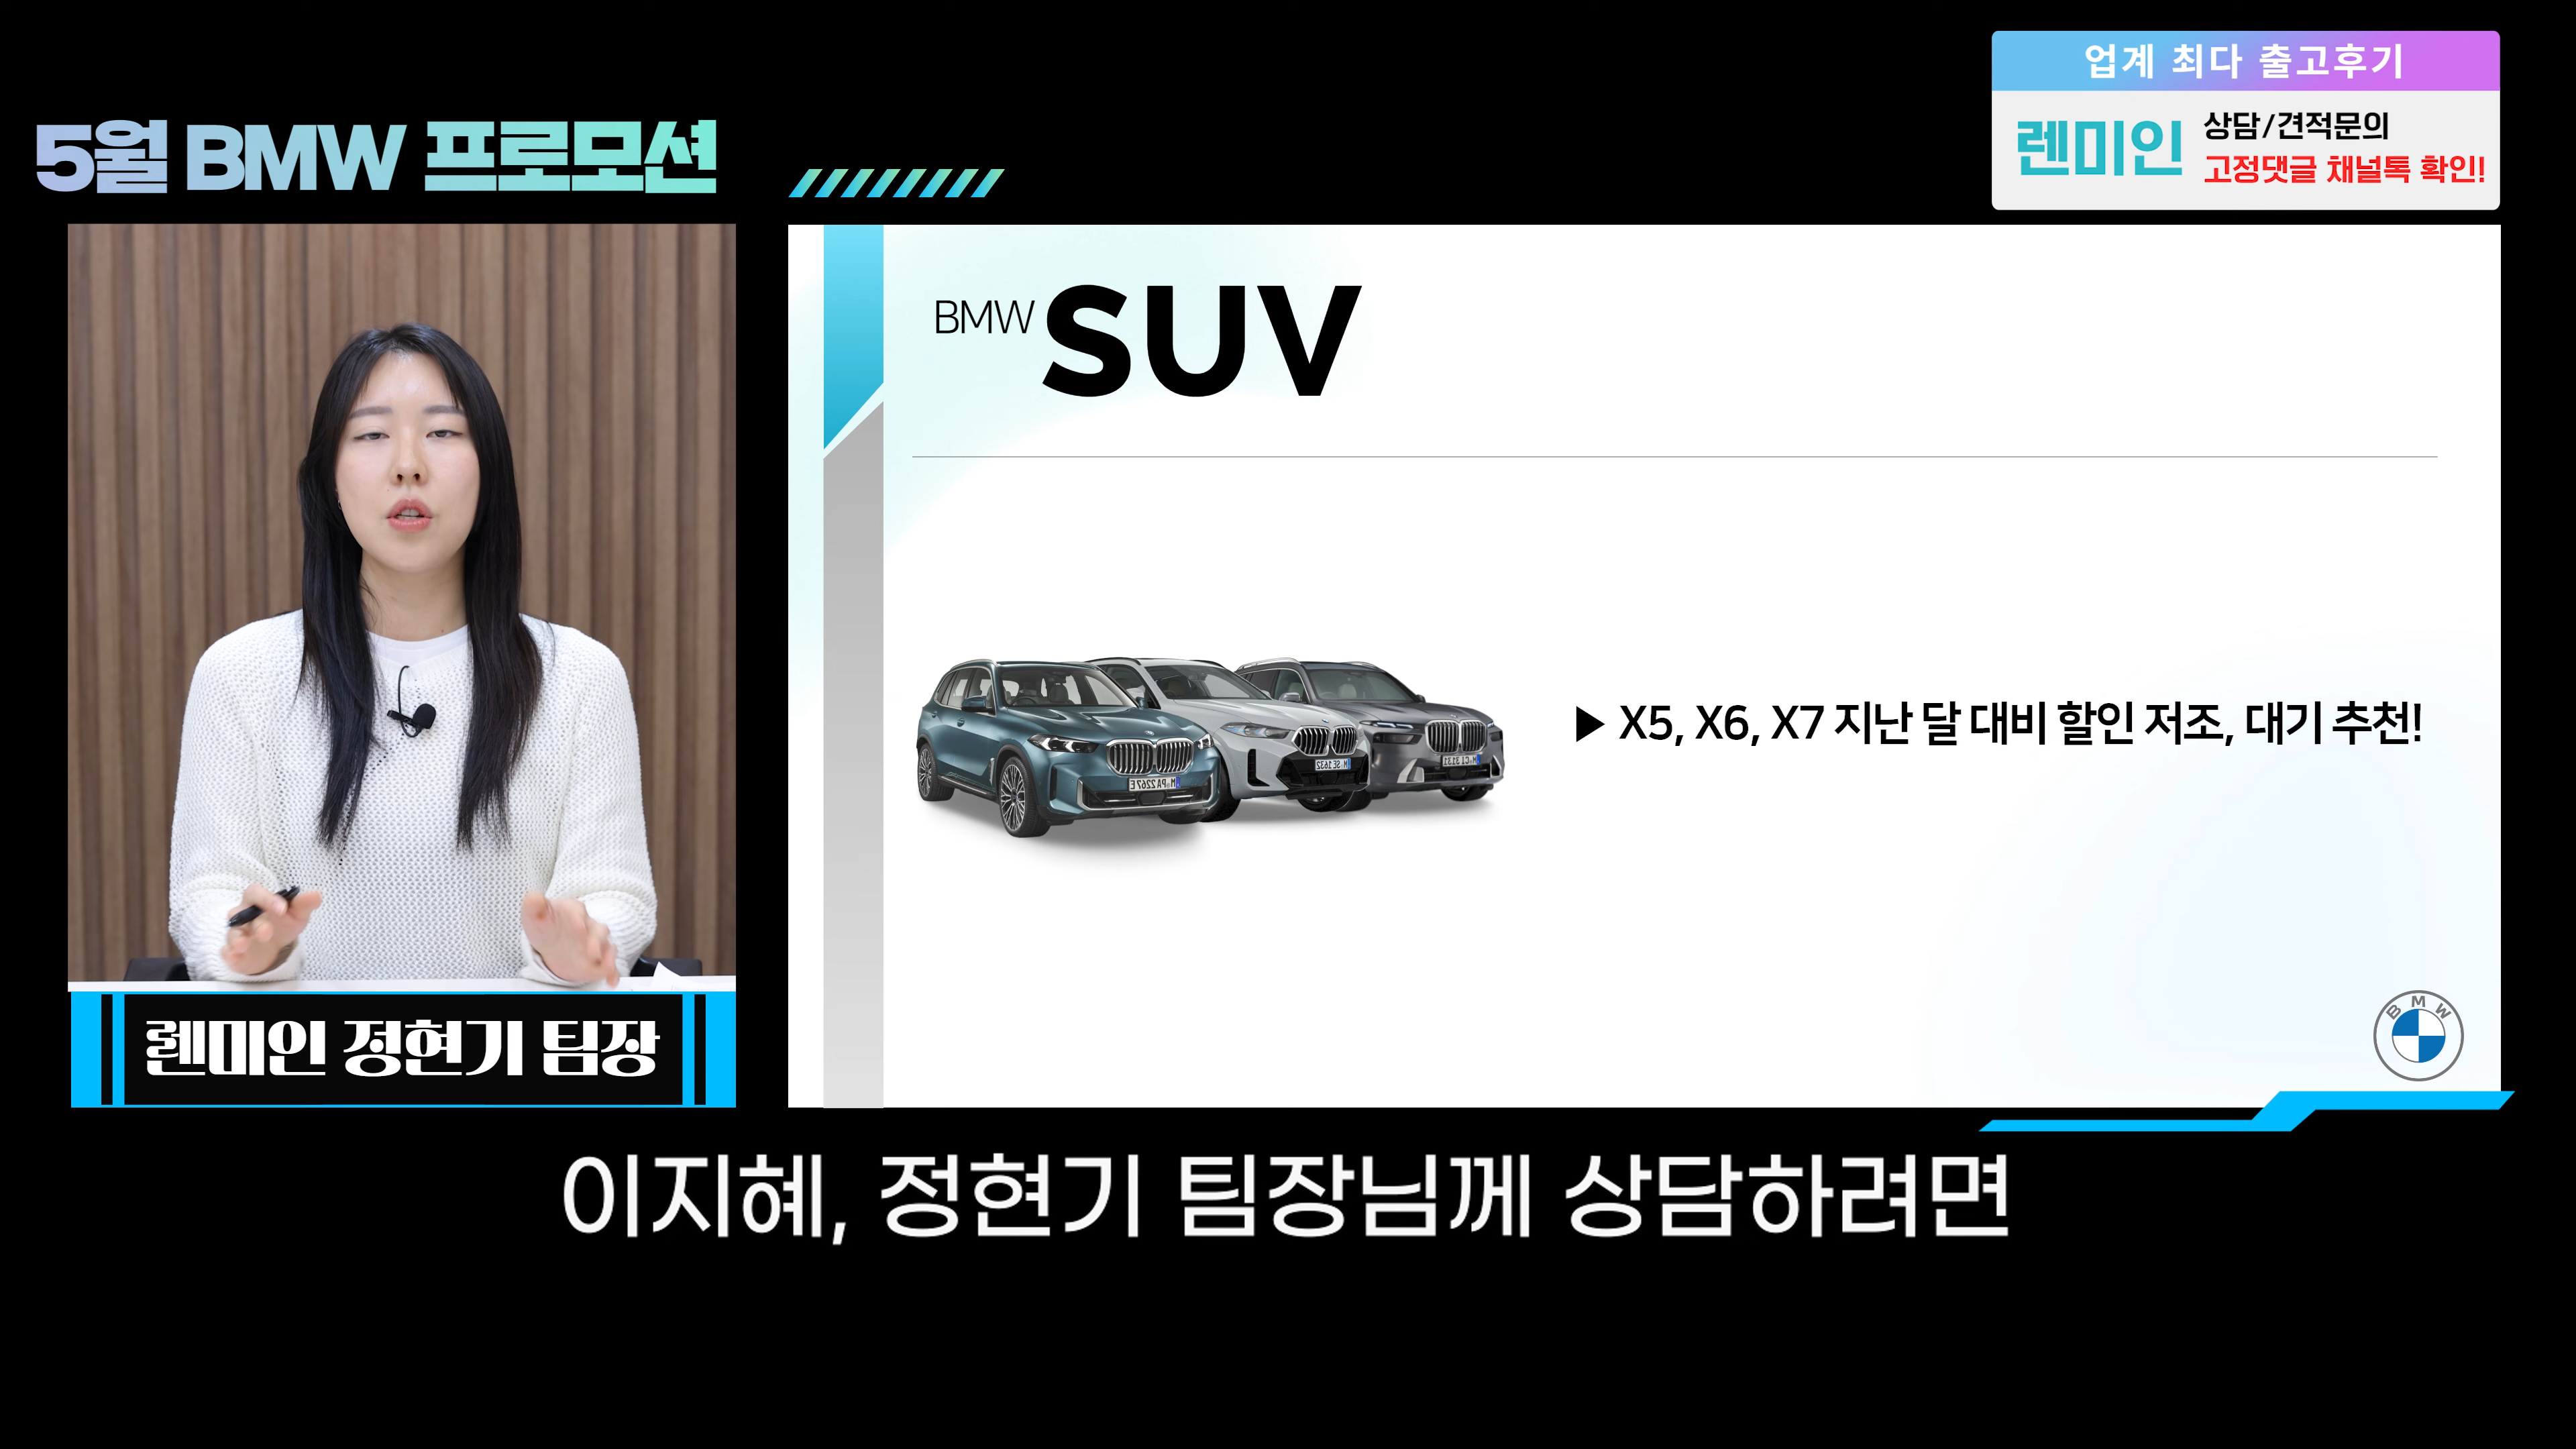 업계 최다 출고후기
5월 BMW 프로모션
렌미인
상담/견적문의
고정댓글 채널톡 확인!
BMW SUV
▶ X5, X6, X7 지난 달 대비 할인 저조, 대기 추천!
BMW
렌미인 정현기 팀장
이지혜, 정현기 팀장님께 상담하려면